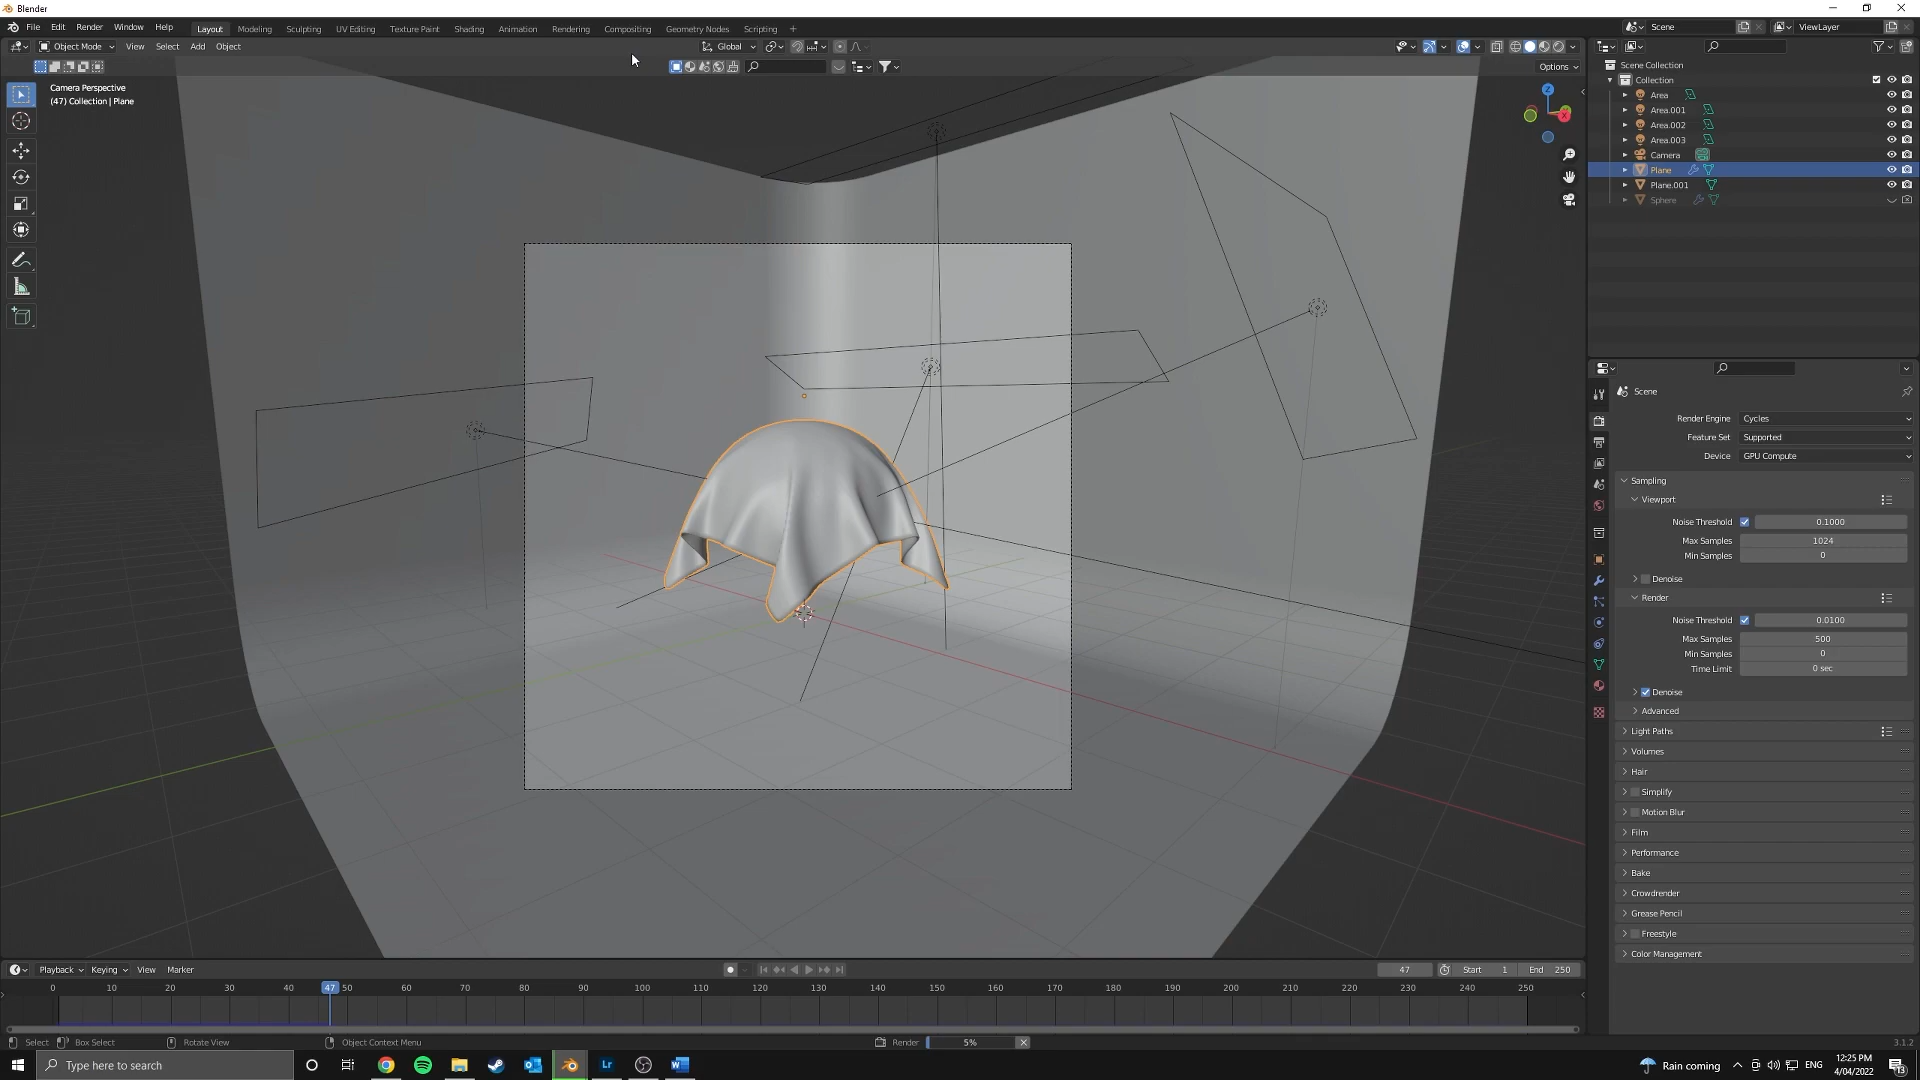 Blender
File Edit Render Window Help Layout Modeling Sculpting UV Editing Texture Paint Shading Animation Rendering Compositing Geometry Nodes Scripting + Scene ViewLayer
Object Mode View Select Add Object Global
Options
Camera Perspective
(47) Collection | Plane
Z
X
Scene Collection
Collection
Area
Area.001
Area.002
Area.003
Camera
Plane
Plane.001
Sphere
Scene
Render Engine Cycles
Feature Set Supported
Device GPU Compute
Sampling
Viewport
Noise Threshold 0.1000
Max Samples 1024
Min Samples 0
Denoise
Render
Noise Threshold 0.0100
Max Samples 500
Min Samples 0
Time Limit 0 sec
Denoise
Advanced
Light Paths
Volumes
Hair
Simplify
Motion Blur
Film
Performance
Bake
Crowdrender
Grease Pencil
Freestyle
Color Management
Playback Keying View Marker 47 Start 1 End 250
0 10 20 30 40 47 50 60 70 80 90 100 110 120 130 140 150 160 170 180 190 200 210 220 230 240 250
Select Box Select Rotate View Object Context Menu Render 5% 3.1.2
Type here to search Lr Rain coming ENG 12:25 PM
4/04/2022